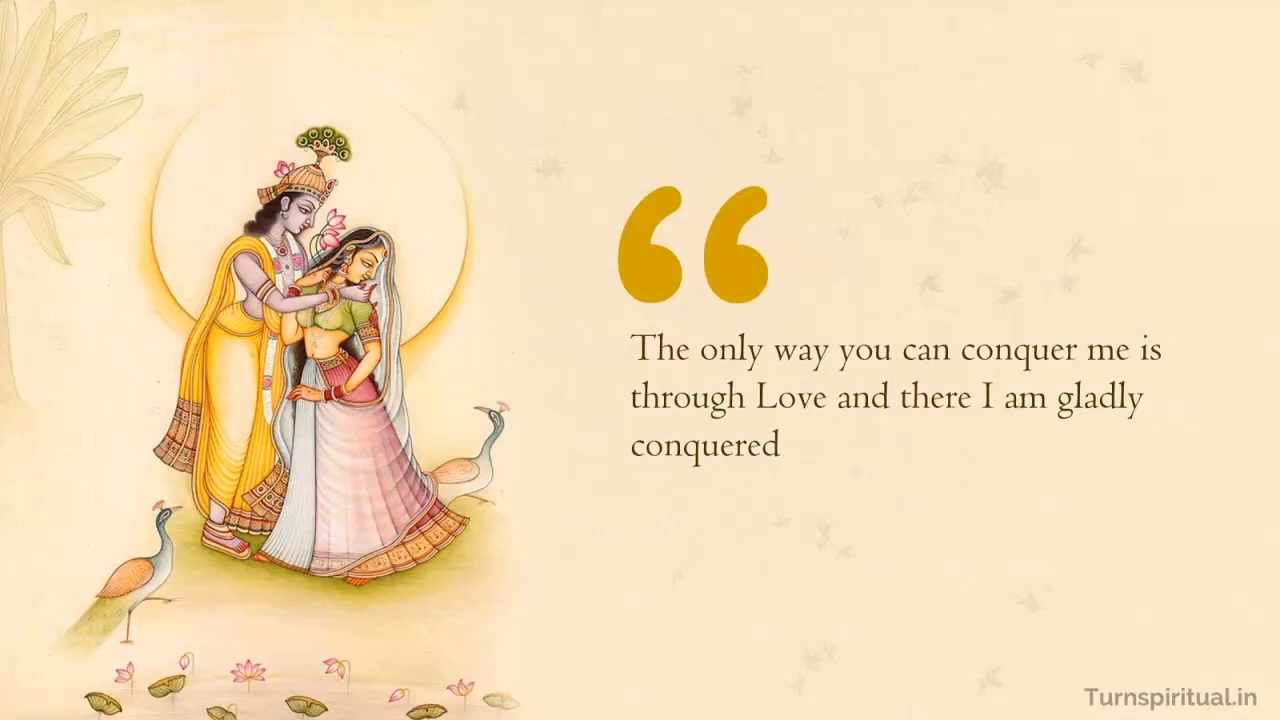 “
The only way you can conquer me is
through Love and there I am gladly
conquered
Turnspiritual.in